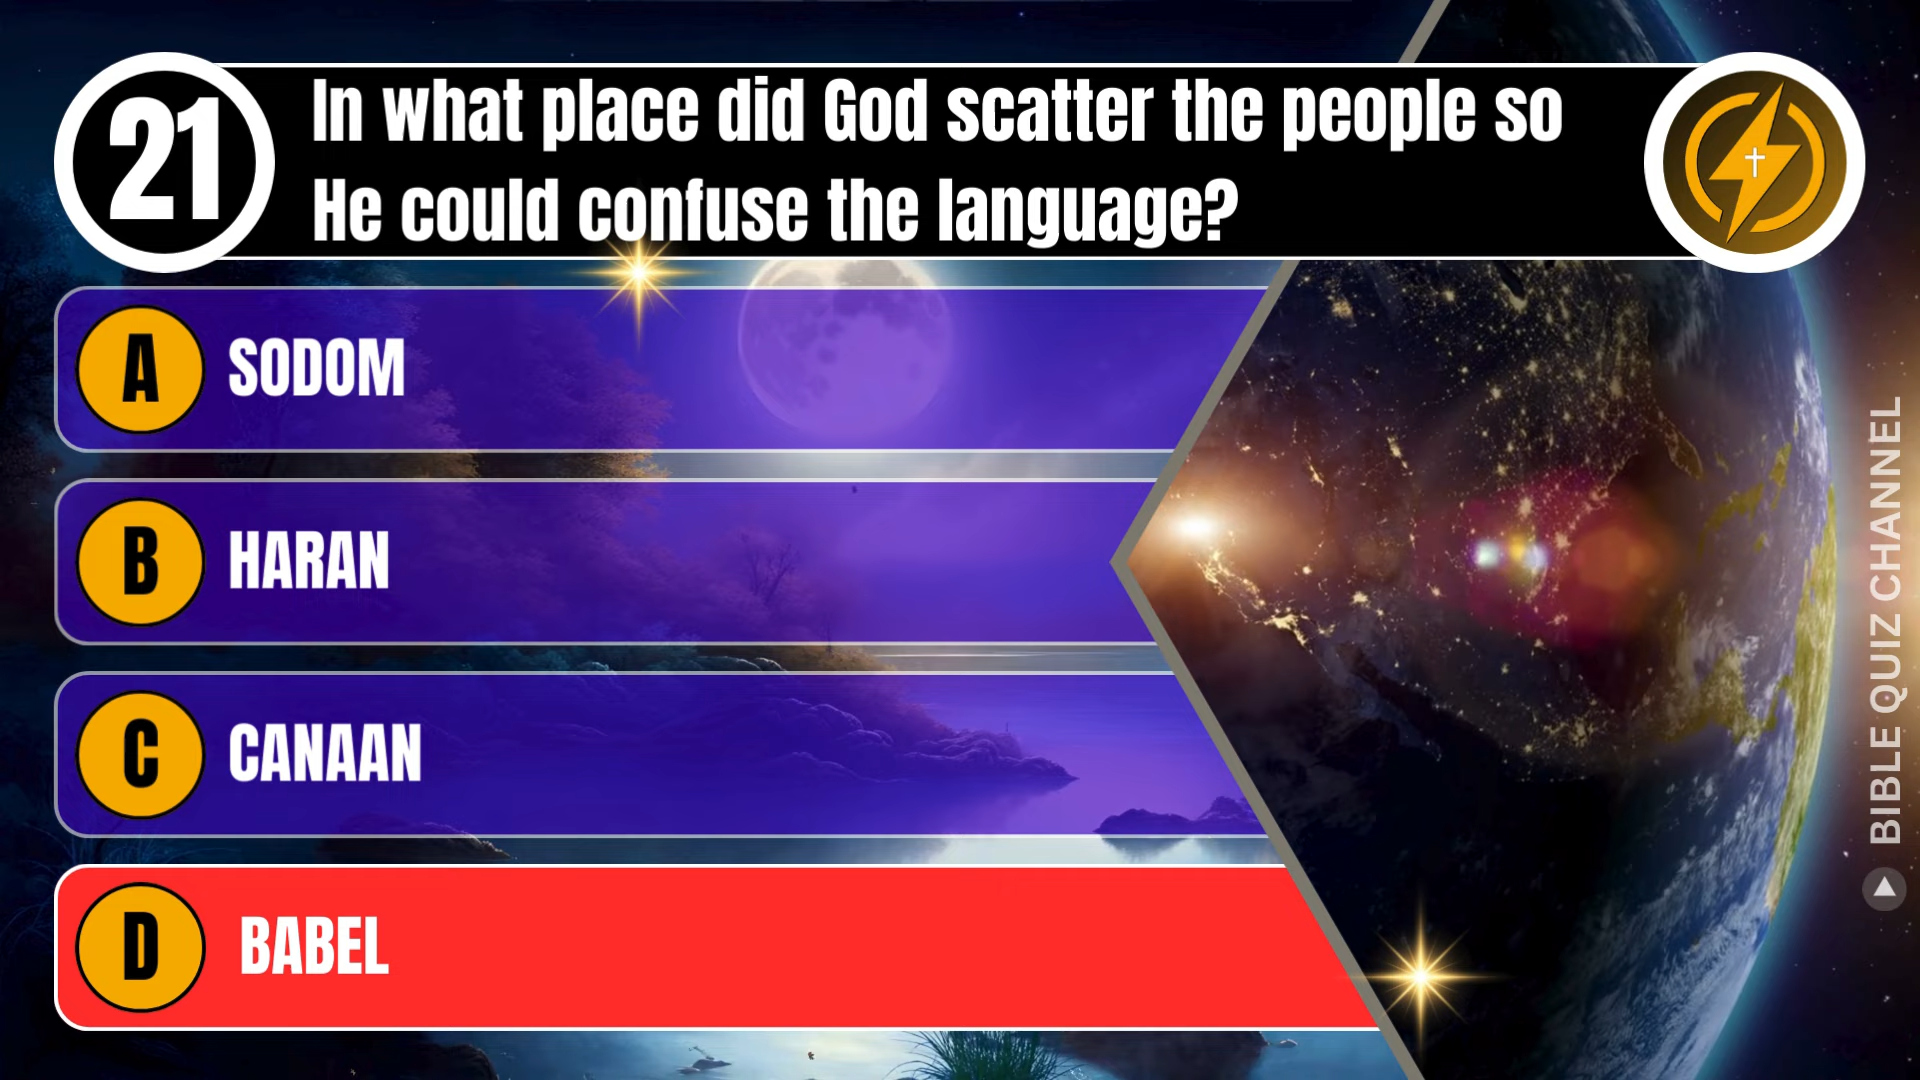 21
In what place did God scatter the people so
He could confuse the language?
A SODOM
B HARAN
C CANAAN
D BABEL
BIBLE QUIZ CHANNEL